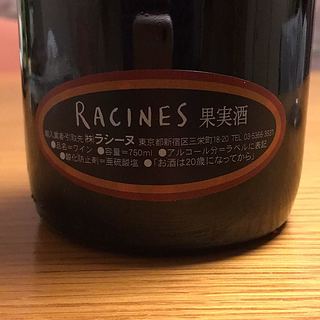 RACINES 果実酒
輸入業者・引取先 ㈱ラシーヌ 東京都新宿区三栄町18-20 TEL 03-5366-3931
●品名=ワイン ●容量=750ml ●アルコール分=ラベルに表記
●酸化防止剤=亜硫酸塩 ●「お酒は20歳になってから」